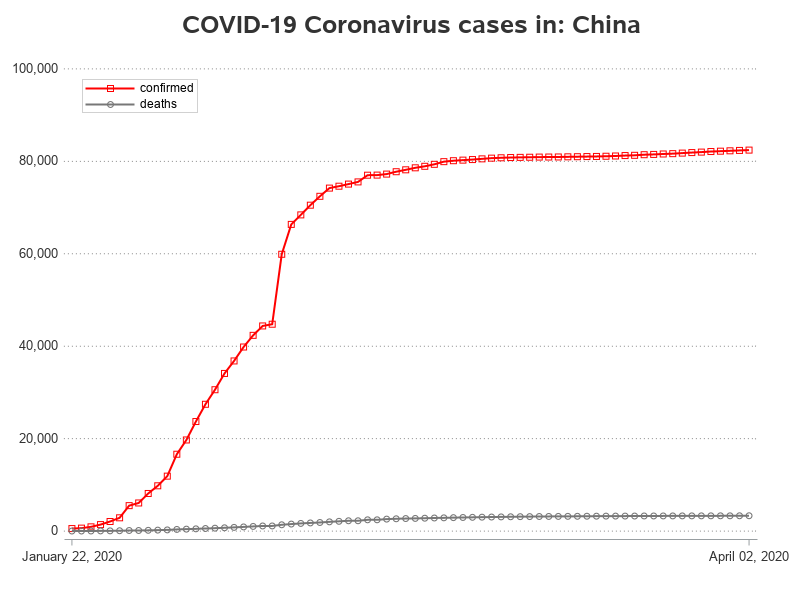 COVID-19 Coronavirus cases in: China
100,000
confirmed
deaths
80,000
60,000
40,000
20,000
0
January 22, 2020
April 02, 2020